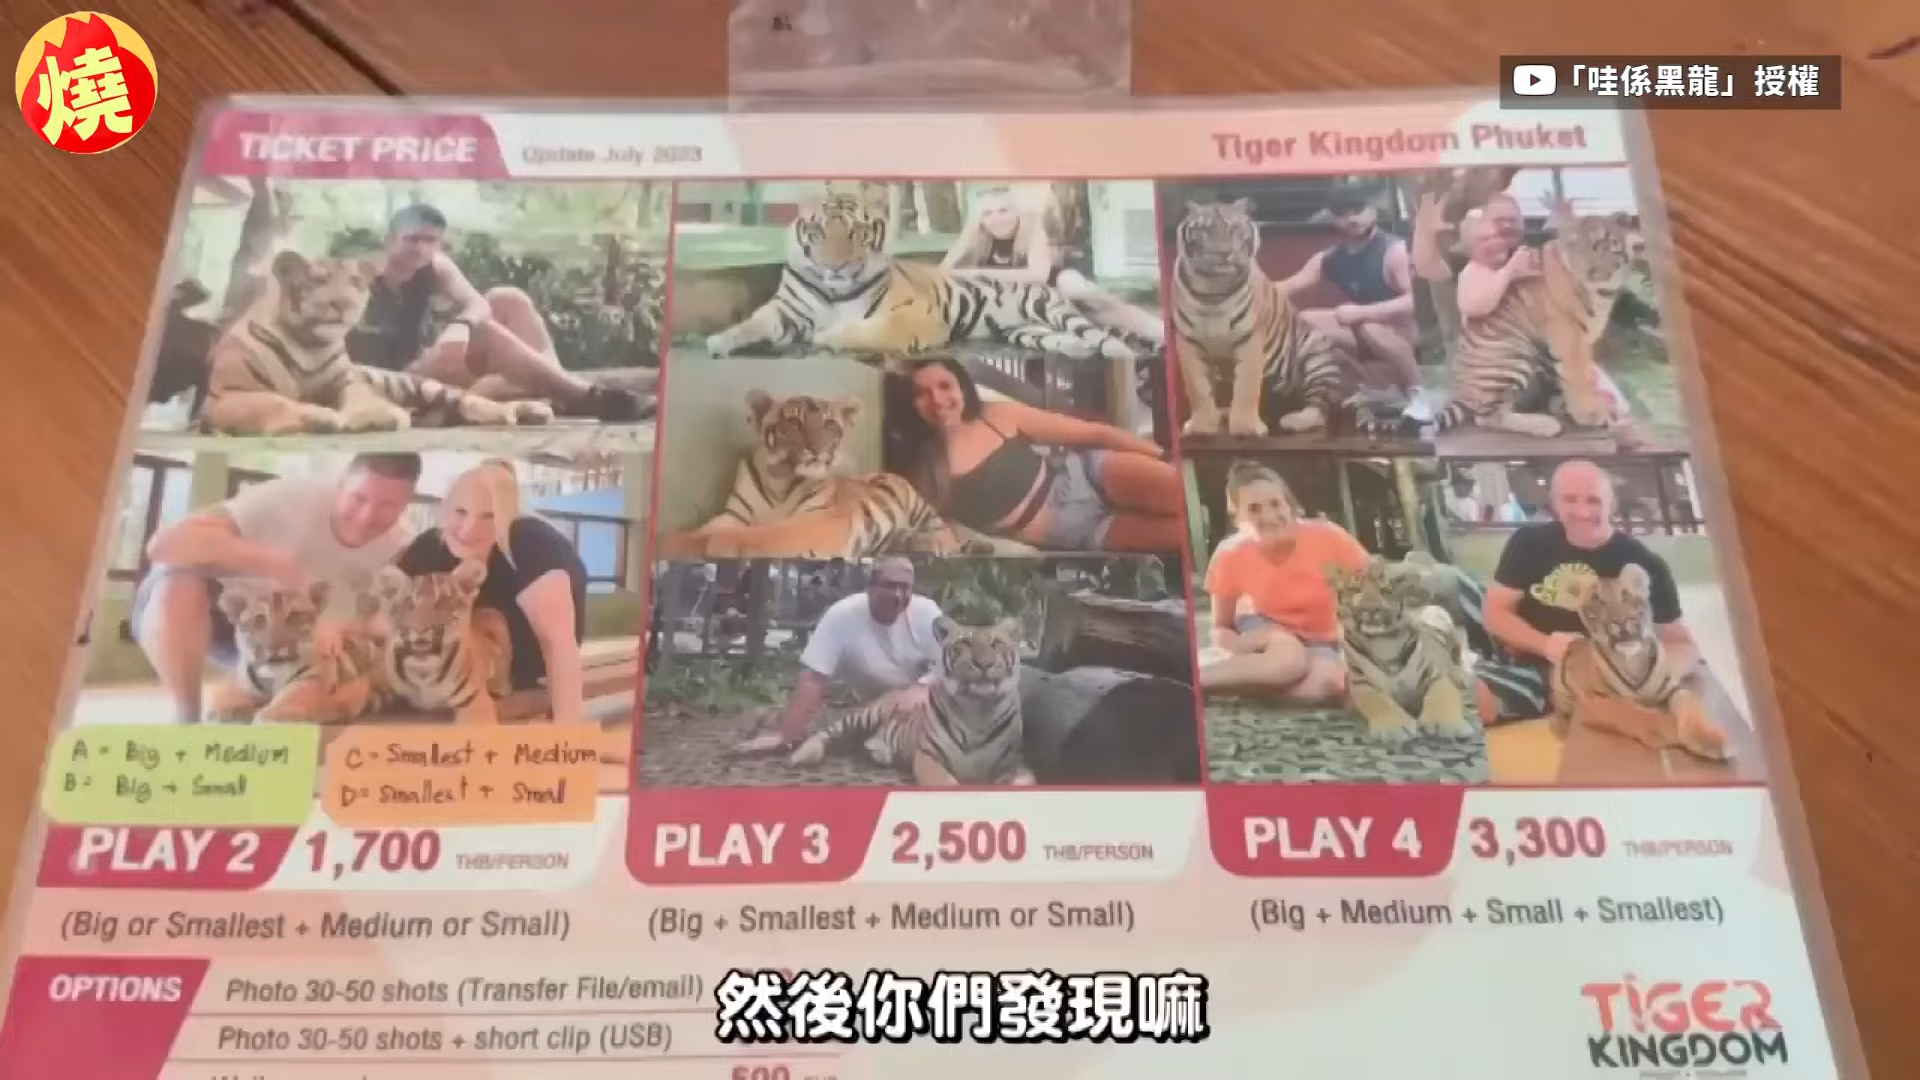 燒
「哇係黑龍」授權
TICKET PRICE
Update July 2023
Tiger Kingdom Phuket
A = Big + Medium
B = Big + Small
C = Smallest + Medium
D = Smallest + Small
PLAY 2 1,700 THB/PERSON
(Big or Smallest + Medium or Small)
PLAY 3 2,500 THB/PERSON
(Big + Smallest + Medium or Small)
PLAY 4 3,300 THB/PERSON
(Big + Medium + Small + Smallest)
OPTIONS
Photo 30-50 shots (Transfer File/email)
Photo 30-50 shots + short clip (USB)
500
然後你們發現嘛
TIGER
KINGDOM